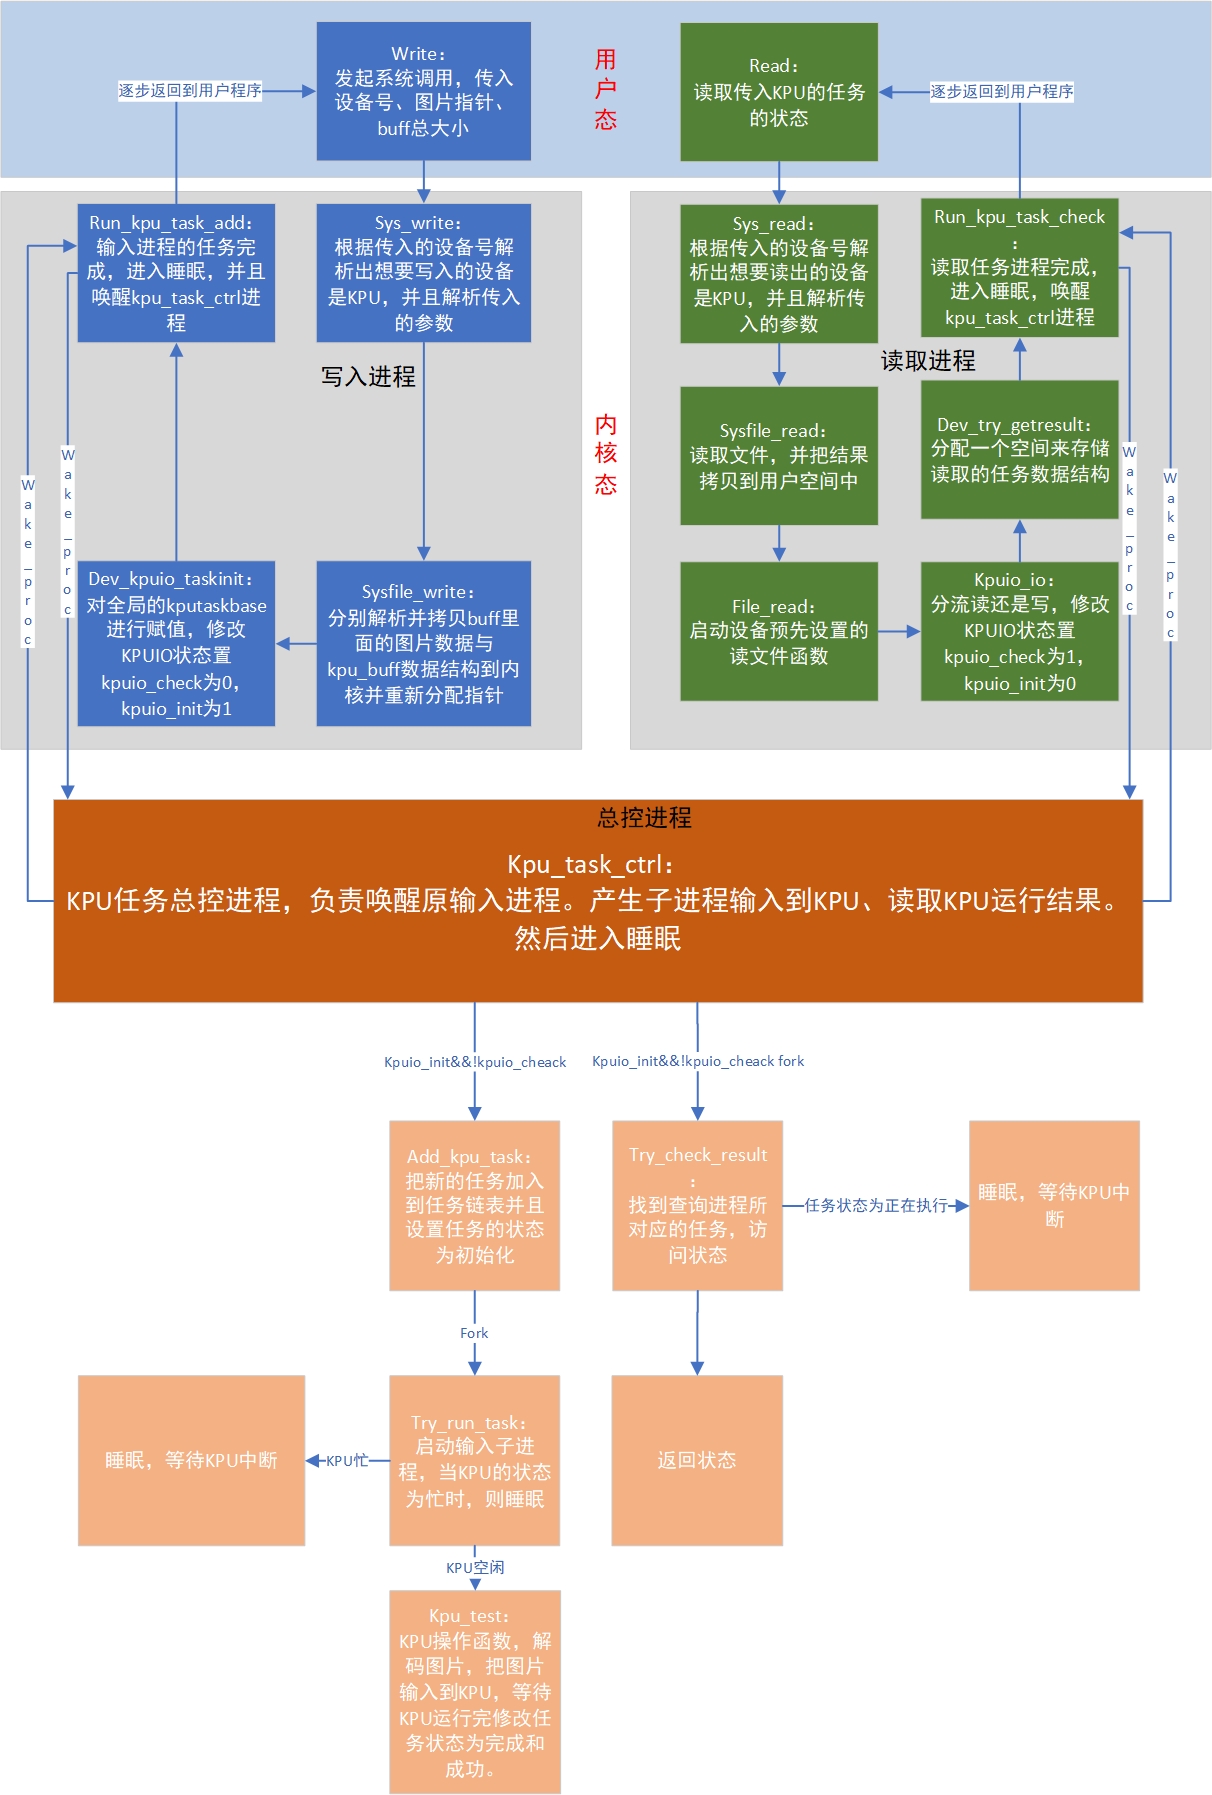 Write：
发起系统调用，传入
设备号、图片指针、
buff总大小
用
户
态
Read：
读取传入KPU的任务
的状态
逐步返回到用户程序
逐步返回到用户程序
Run_kpu_task_add：
输入进程的任务完
成，进入睡眠，并且
唤醒kpu_task_ctrl进
程
Sys_write：
根据传入的设备号解
析出想要写入的设备
是KPU，并且解析传入
的参数
Sys_read：
根据传入的设备号解
析出想要读出的设备
是KPU，并且解析传
入的参数
Run_kpu_task_check
：
读取任务进程完成，
进入睡眠，唤醒
kpu_task_ctrl进程
写入进程
读取进程
内
核
态
Sysfile_read：
读取文件，并把结果
拷贝到用户空间中
Dev_try_getresult：
分配一个空间来存储
读取的任务数据结构
W
a
k
e
_
p
r
o
c
W
a
k
e
_
p
r
o
c
W
a
k
e
_
p
r
o
c
W
a
k
e
_
p
r
o
c
Dev_kpuio_taskinit：
对全局的kputaskbase
进行赋值，修改
KPUIO状态置
kpuio_check为0，
kpuio_init为1
Sysfile_write：
分别解析并拷贝buff里
面的图片数据与
kpu_buff数据结构到内
核并重新分配指针
File_read：
启动设备预先设置的
读文件函数
Kpuio_io：
分流读还是写，修改
KPUIO状态置
kpuio_check为1，
kpuio_init为0
总控进程
Kpu_task_ctrl：
KPU任务总控进程，负责唤醒原输入进程。产生子进程输入到KPU、读取KPU运行结果。
然后进入睡眠
Kpuio_init&&!kpuio_cheack
Kpuio_init&&!kpuio_cheack fork
Add_kpu_task：
把新的任务加入
到任务链表并且
设置任务的状态
为初始化
Try_check_result
：
找到查询进程所
对应的任务，访
问状态
任务状态为正在执行
睡眠，等待KPU中
断
Fork
睡眠，等待KPU中断
KPU忙
Try_run_task：
启动输入子进
程，当KPU的状态
为忙时，则睡眠
返回状态
KPU空闲
Kpu_test：
KPU操作函数，解
码图片，把图片
输入到KPU，等待
KPU运行完修改任
务状态为完成和
成功。